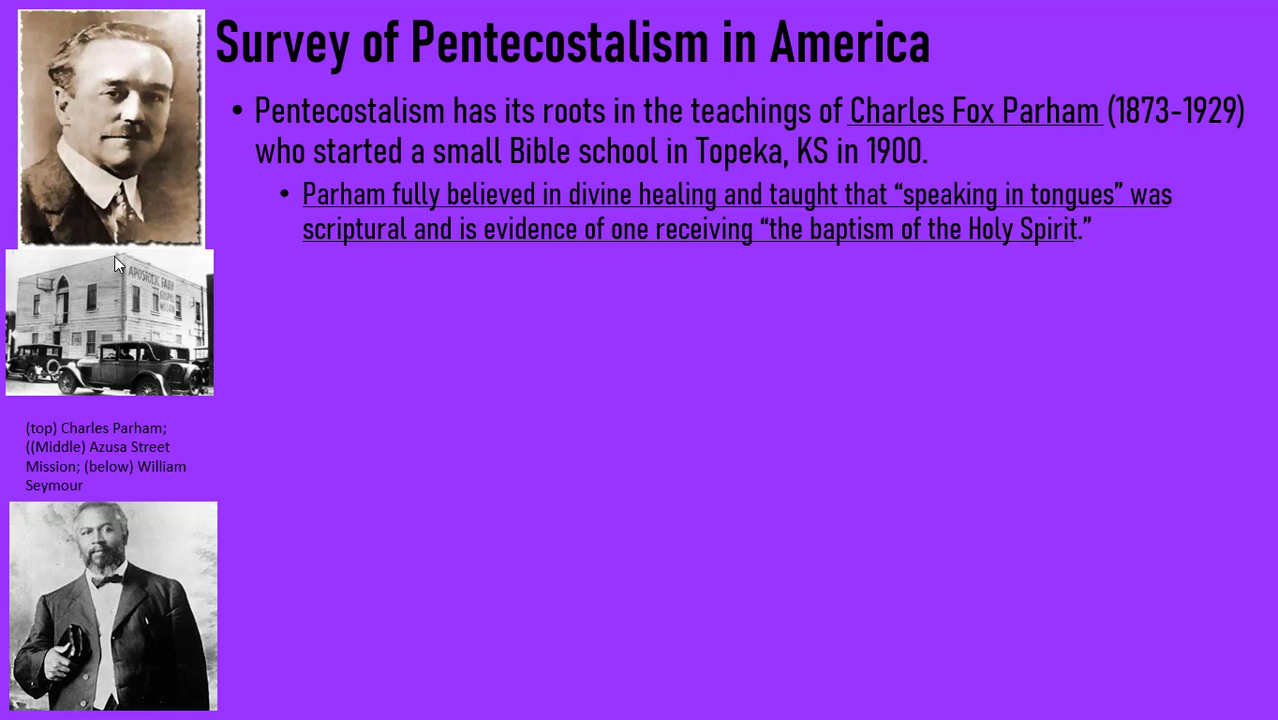 Survey of Pentecostalism in America
• Pentecostalism has its roots in the teachings of Charles Fox Parham (1873-1929)
who started a small Bible school in Topeka, KS in 1900.
• Parham fully believed in divine healing and taught that “speaking in tongues” was
scriptural and is evidence of one receiving “the baptism of the Holy Spirit.”
APOSTOLIC FAITH
GOSPEL
MISSION
(top) Charles Parham;
((Middle) Azusa Street
Mission; (below) William
Seymour